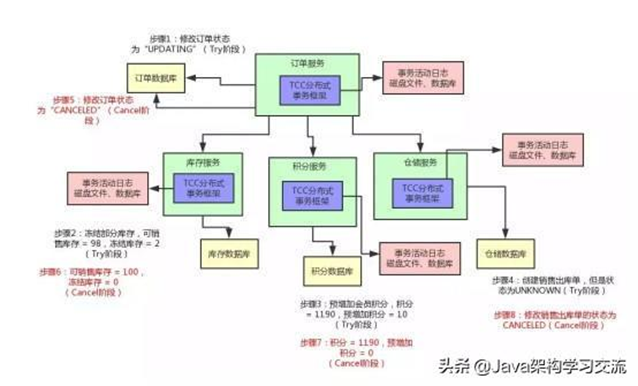 步骤1：修改订单状态
为“UPDATING”（Try阶段）
订单服务
TCC分布式
事务框架
事务活动日志
磁盘文件、数据库
订单数据库
步骤5：修改订单状态
为“CANCELED”（Cancel阶
段）
库存服务
TCC分布式
事务框架
积分服务
TCC分布式
事务框架
仓储服务
TCC分布式
事务框架
事务活动日志
磁盘文件、数据库
事务活动日志
磁盘文件、数据库
步骤2：冻结部分库存，可销
售库存 = 98，冻结库存 = 2
（Try阶段）
步骤6：可销售库存 = 100，
冻结库存 = 0
（Cancel阶段）
库存数据库
积分数据库
事务活动日志
磁盘文件、数据库
仓储数据库
步骤3：预增加会员积分，积分
= 1190，预增加积分 = 10
（Try阶段）
步骤7：积分 = 1190，预增加
积分 = 0
（Cancel阶段）
步骤4：创建销售出库单，但是状
态为UNKNOWN（Try阶段）
步骤8：修改销售出库单的状态为
CANCELED（Cancel阶段）
头条 @Java架构学习交流